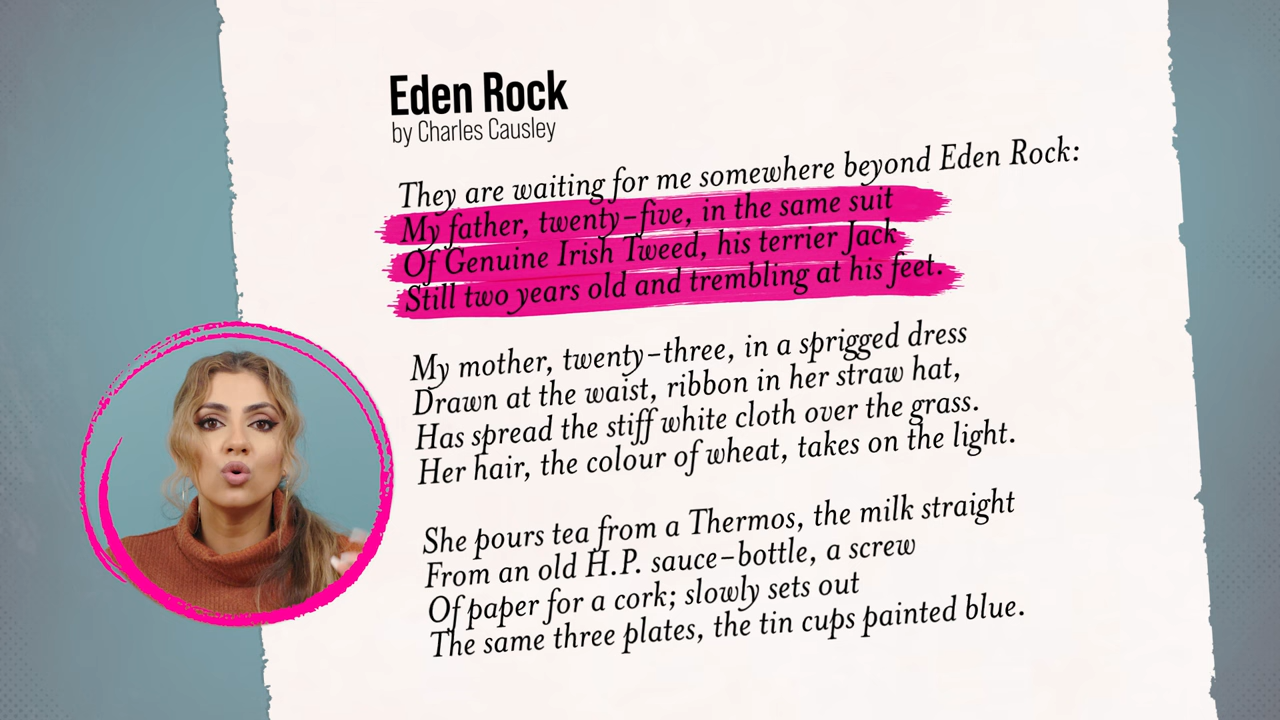 Eden Rock
by Charles Causley
They are waiting for me somewhere beyond Eden Rock:
My father, twenty-five, in the same suit
Of Genuine Irish Tweed, his terrier Jack
Still two years old and trembling at his feet.
My mother, twenty-three, in a sprigged dress
Drawn at the waist, ribbon in her straw hat,
Has spread the stiff white cloth over the grass.
Her hair, the colour of wheat, takes on the light.
She pours tea from a Thermos, the milk straight
From an old H.P. sauce-bottle, a screw
Of paper for a cork; slowly sets out
The same three plates, the tin cups painted blue.